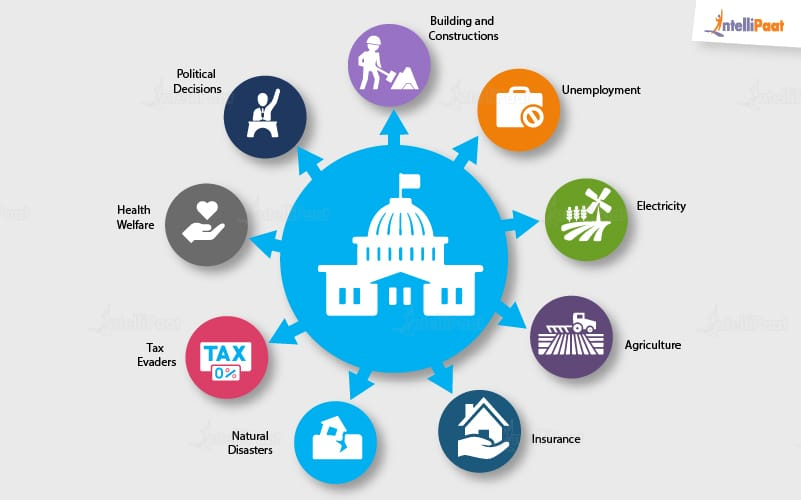 IntelliPaat
Building and
Constructions
Political
Decisions
Unemployment
Health
Welfare
Electricity
Tax
Evaders
TAX
0%
Agriculture
Natural
Disasters
Insurance